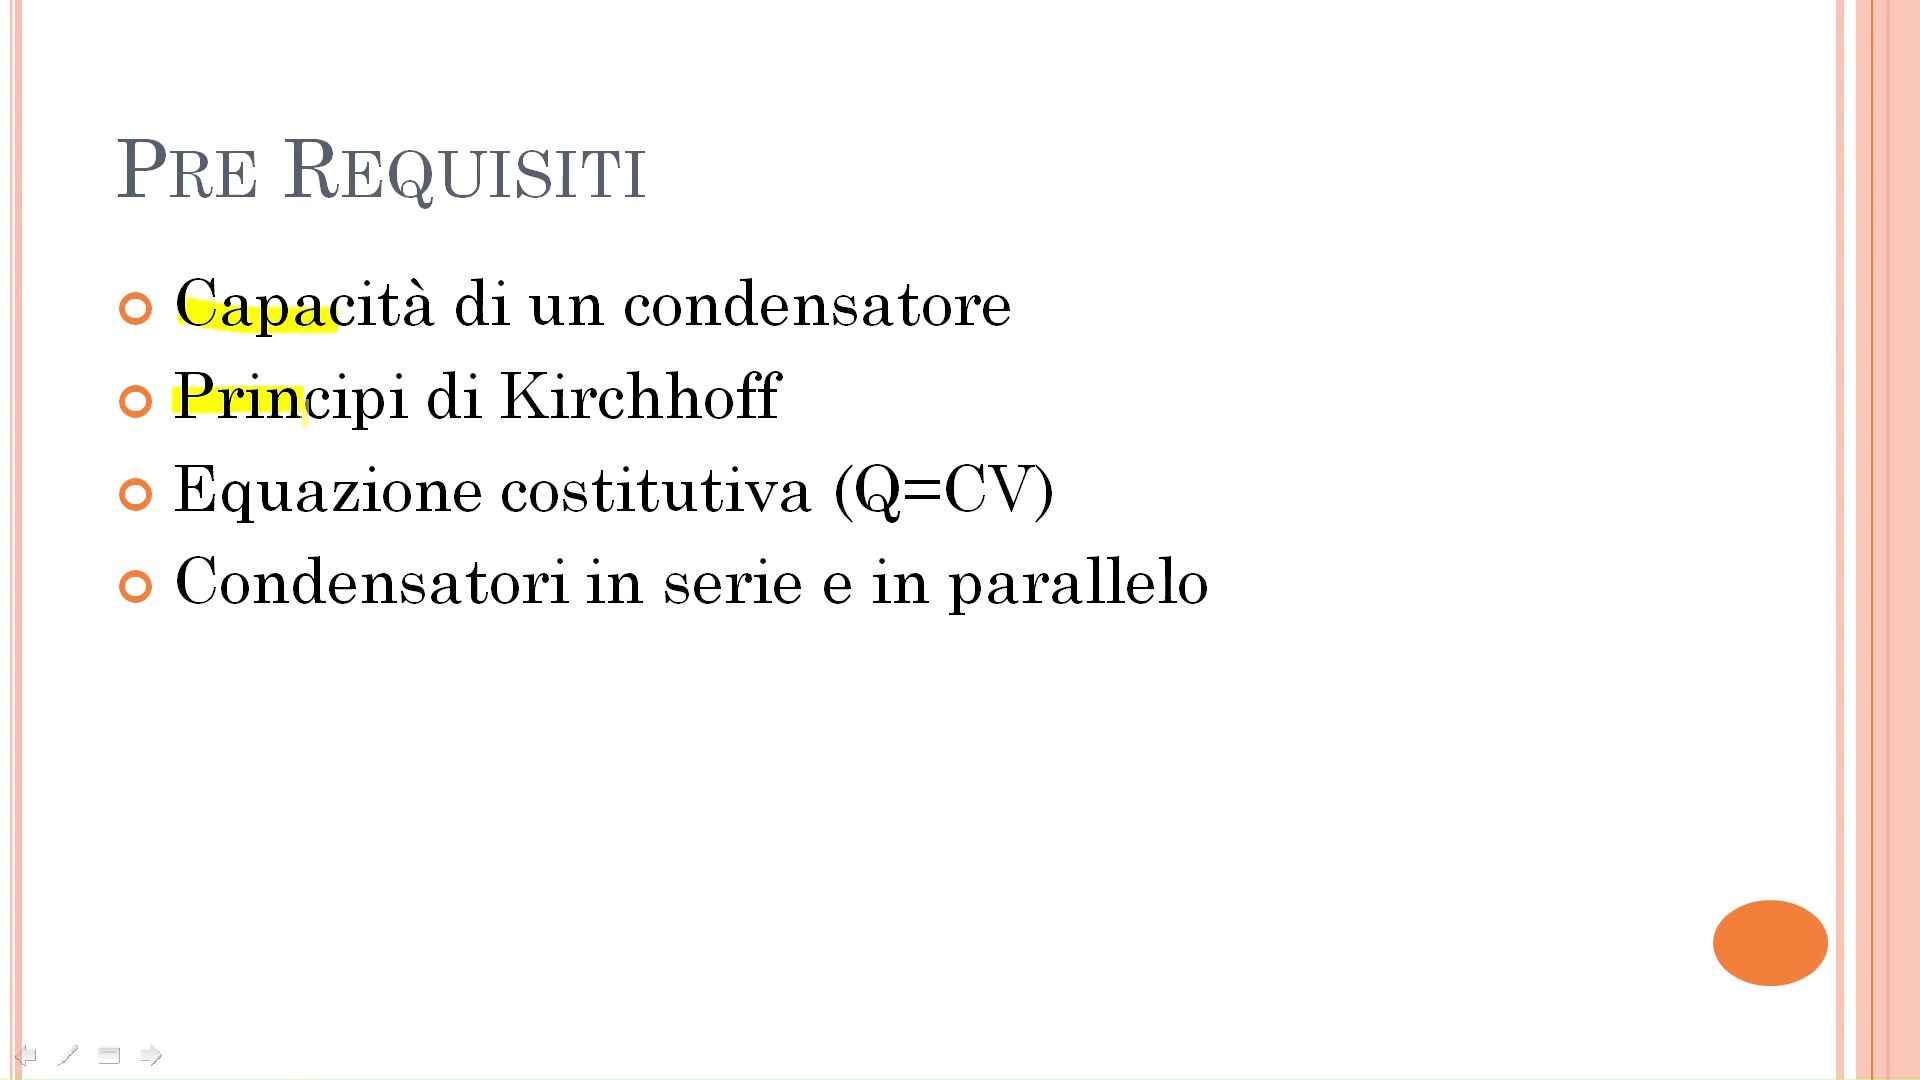 Pre Requisiti
Capacità di un condensatore
Principi di Kirchhoff
Equazione costitutiva (Q=CV)
Condensatori in serie e in parallelo